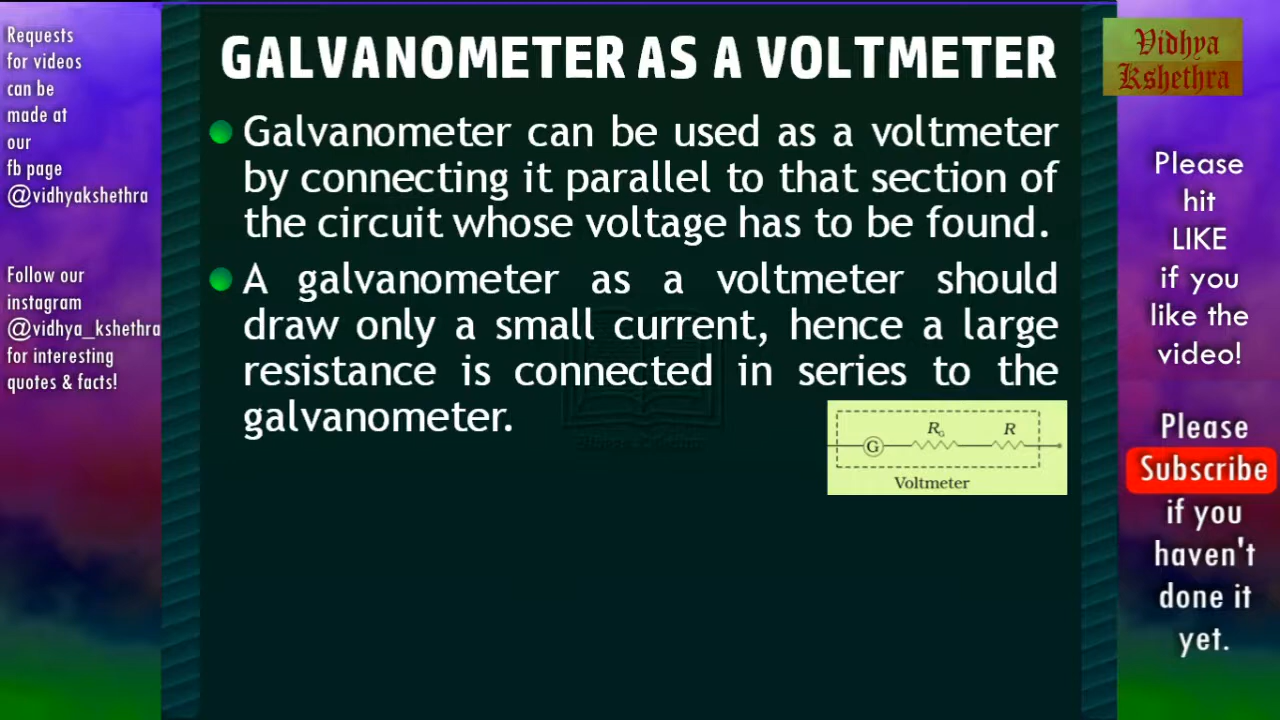 Requests
for videos
can be
made at
our
fb page
@vidhyakshethra
Follow our
instagram
@vidhya_kshethra
for interesting
quotes & facts!
GALVANOMETER AS A VOLTMETER
Galvanometer can be used as a voltmeter
by connecting it parallel to that section of
the circuit whose voltage has to be found.
A galvanometer as a voltmeter should
draw only a small current, hence a large
resistance is connected in series to the
galvanometer.
G RG R
Voltmeter
Vidhya
Kshethra
Please
hit
LIKE
if you
like the
video!
Please
Subscribe
if you
haven't
done it
yet.